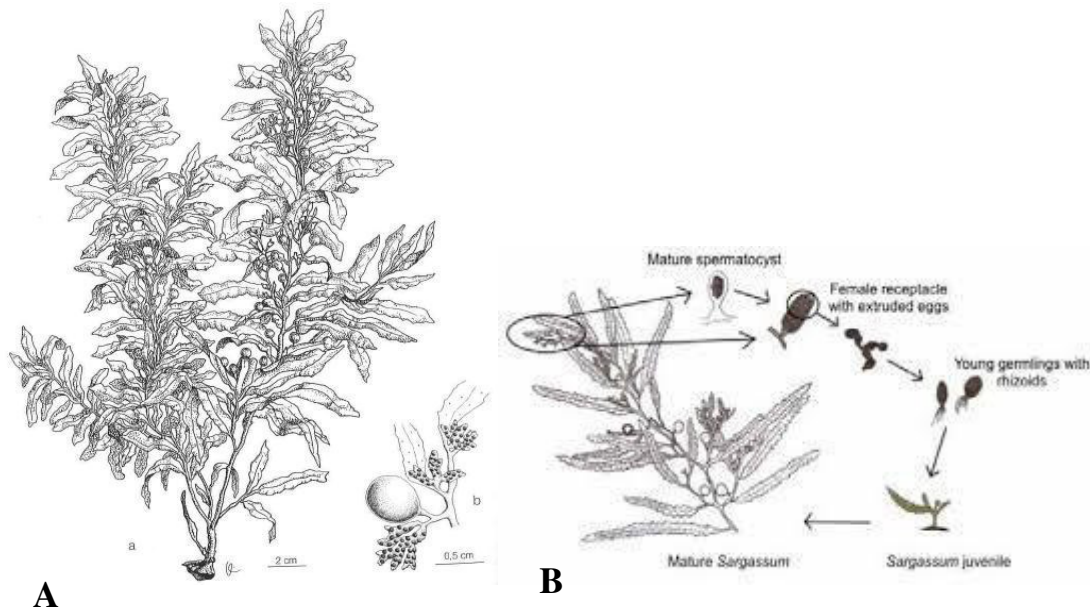 a
2 cm
b
0,5 cm
A
Mature spermatocyst
Female receptacle
with extruded eggs
Young germlings with
rhizoids
Mature Sargassum
Sargassum juvenile
B